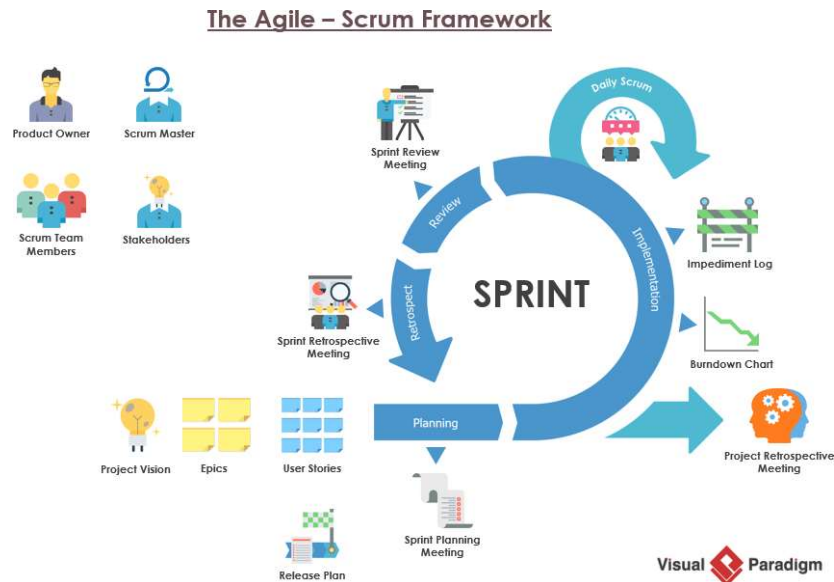 The Agile – Scrum Framework
Product Owner
Scrum Master
Scrum Team
Members
Stakeholders
Sprint Review
Meeting
Daily Scrum
Review
Implementation
Impediment Log
SPRINT
Retrospect
Sprint Retrospective
Meeting
Burndown Chart
Planning
Project Vision
Epics
User Stories
Project Retrospective
Meeting
Sprint Planning
Meeting
Release Plan
Visual Paradigm